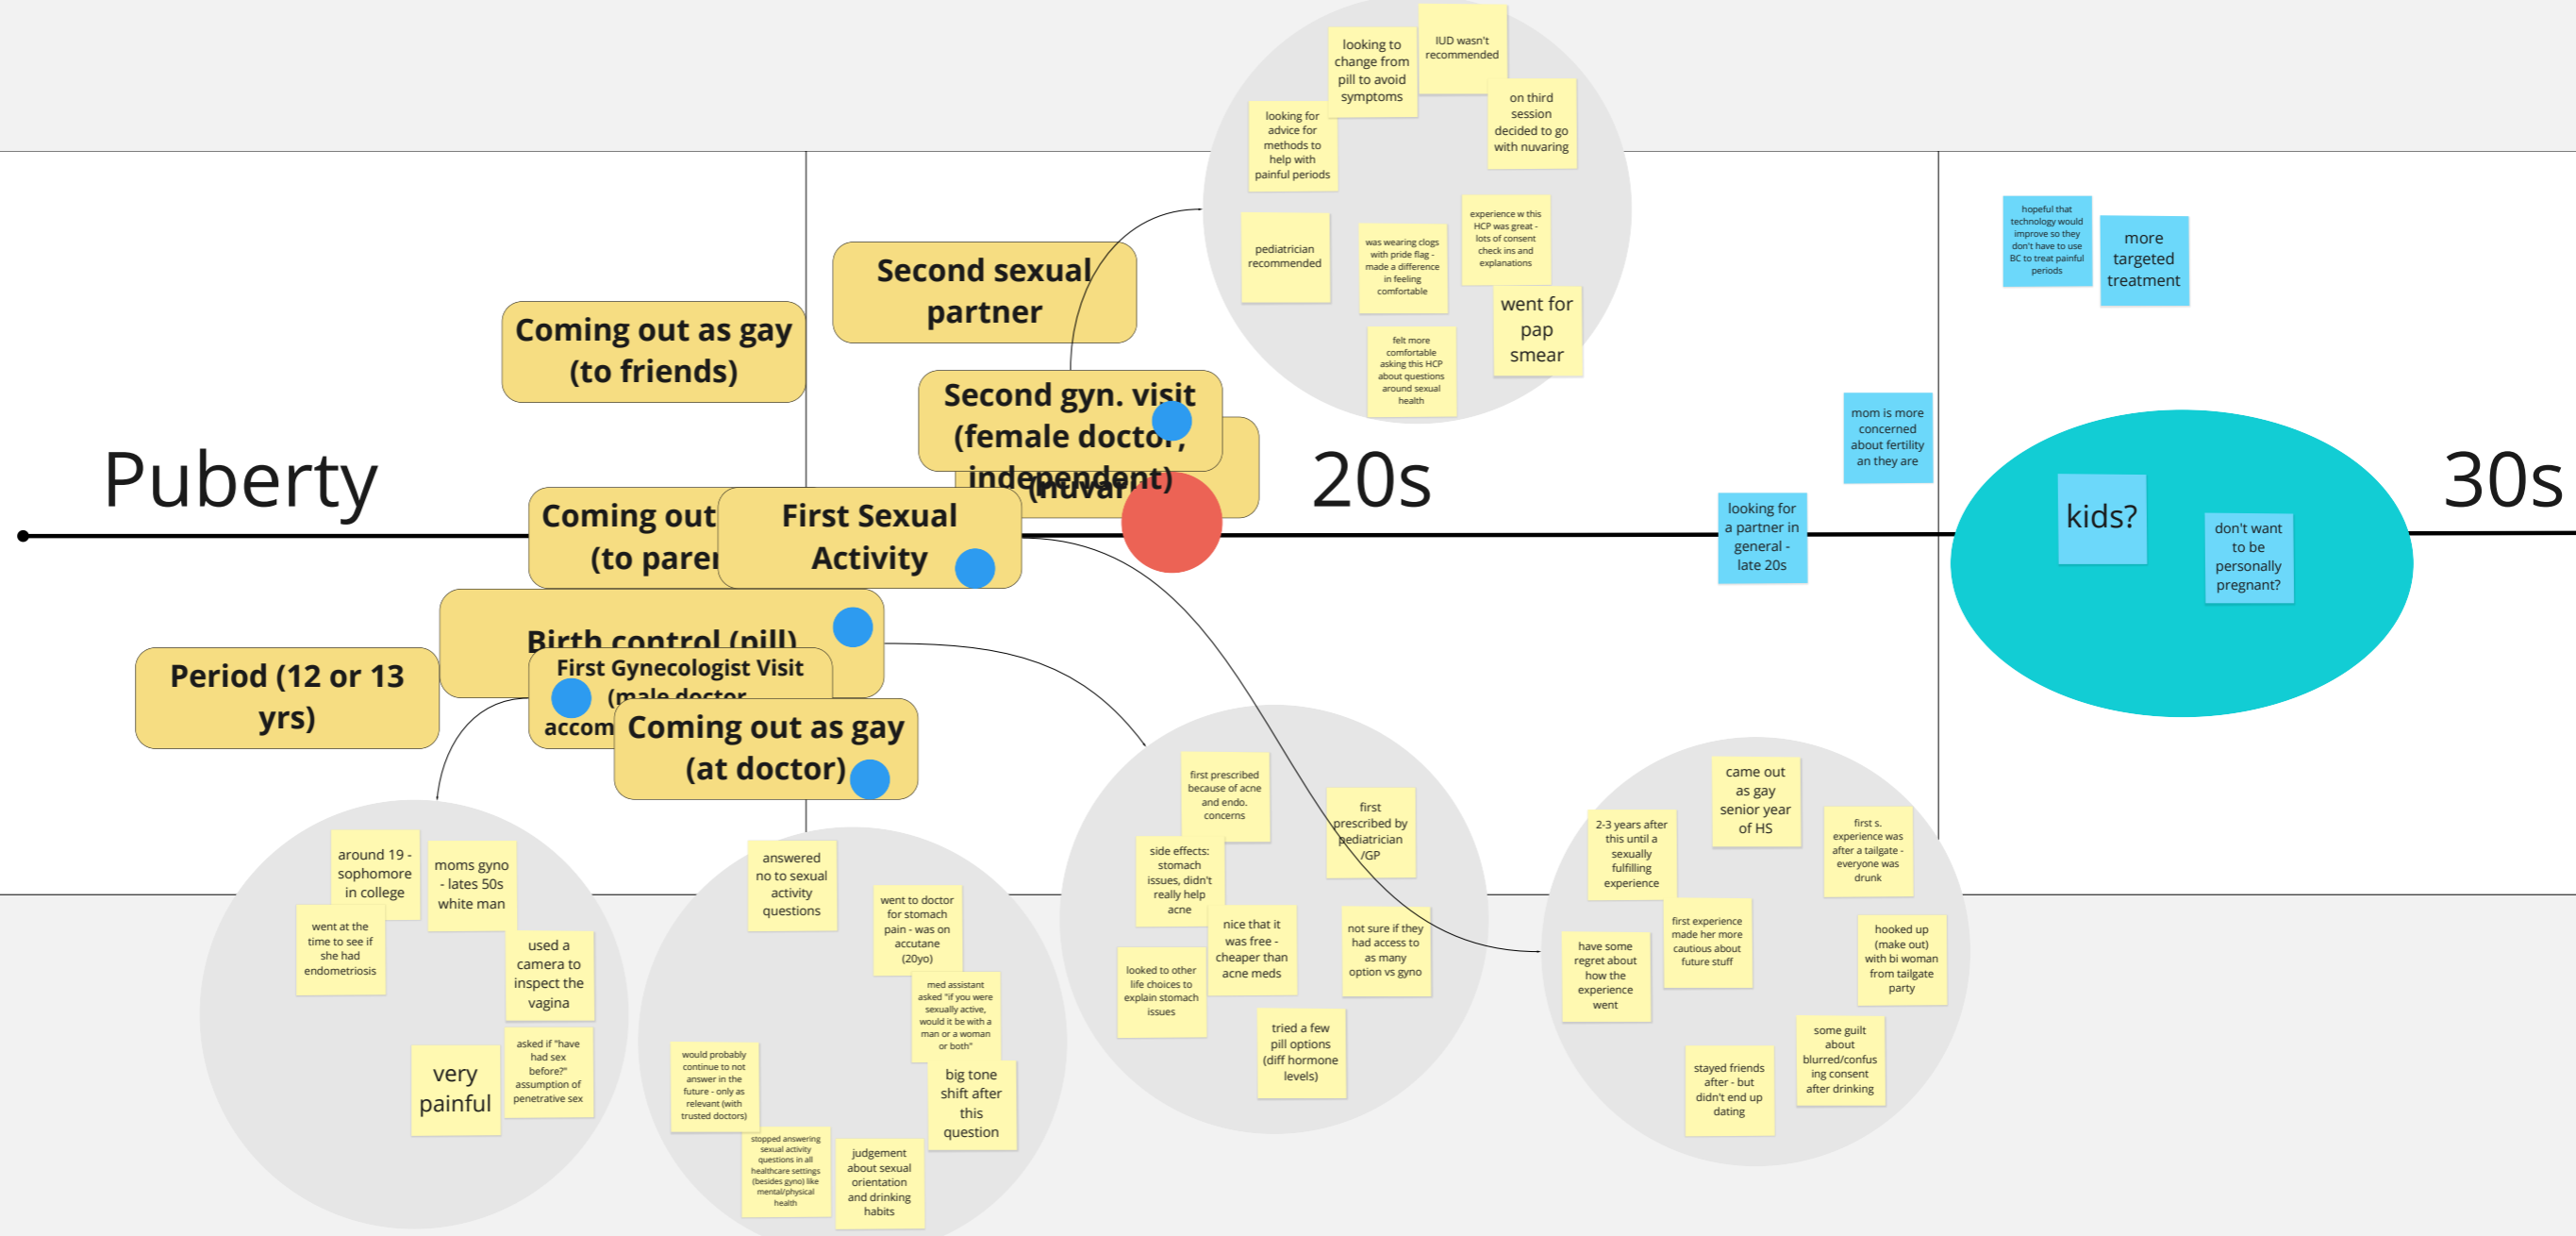 looking to
change from
pill to avoid
symptoms
IUD wasn't
recommended
on third
session
decided to go
with nuvaring
looking for
advice for
methods to
help with
painful periods
pediatrician
recommended
was wearing clogs
with pride flag -
made a difference
in feeling
comfortable
experience w this
HCP was great -
lots of consent
check ins and
explanations
went for
pap
smear
felt more
comfortable
asking this HCP
about questions
around sexual
health
hopeful that
technology would
improve so they
don't have to use
BC to treat painful
periods
more
targeted
treatment
Second sexual
partner
Coming out as gay
(to friends)
Second gyn. visit
(female doctor,
independent)
(nuvari
mom is more
concerned
about fertility
an they are
Puberty
20s
30s
Coming out
(to paren
First Sexual
Activity
looking for
a partner in
general -
late 20s
kids?
don't want
to be
personally
pregnant?
Birth control (pill)
Period (12 or 13
yrs)
First Gynecologist Visit
(male doctor
accom
Coming out as gay
(at doctor)
around 19 -
sophomore
in college
moms gyno
- lates 50s
white man
went at the
time to see if
she had
endometriosis
used a
camera to
inspect the
vagina
very
painful
asked if "have
had sex
before?"
assumption of
penetrative sex
answered
no to sexual
activity
questions
went to doctor
for stomach
pain - was on
accutane
(20yo)
med assistant
asked "if you were
sexually active,
would it be with a
man or a woman
or both"
big tone
shift after
this
question
would probably
continue to not
answer in the
future - only as
relevant (with
trusted doctors)
stopped answering
sexual activity
questions in all
healthcare settings
(besides gyno) like
mental/physical
health
judgement
about sexual
orientation
and drinking
habits
first prescribed
because of acne
and endo.
concerns
first
prescribed by
pediatrician
/GP
side effects:
stomach
issues, didn't
really help
acne
nice that it
was free -
cheaper than
acne meds
not sure if they
had access to
as many
option vs gyno
looked to other
life choices to
explain stomach
issues
tried a few
pill options
(diff hormone
levels)
came out
as gay
senior year
of HS
2-3 years after
this until a
sexually
fulfilling
experience
first s.
experience was
after a tailgate -
everyone was
drunk
first experience
made her more
cautious about
future stuff
have some
regret about
how the
experience
went
hooked up
(make out)
with bi woman
from tailgate
party
some guilt
about
blurred/confus
ing consent
after drinking
stayed friends
after - but
didn't end up
dating